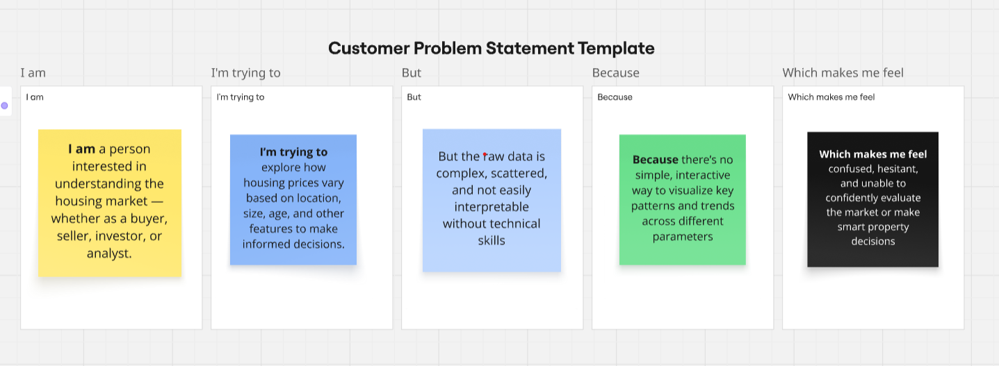 Customer Problem Statement Template
I am
I'm trying to
But
Because
Which makes me feel
I am
I am a person
interested in
understanding the
housing market —
whether as a buyer,
seller, investor, or
analyst.
I'm trying to
I’m trying to
explore how
housing prices vary
based on location,
size, age, and other
features to make
informed decisions.
But
But the raw data is
complex, scattered,
and not easily
interpretable
without technical
skills
Because
Because there’s no
simple, interactive
way to visualize key
patterns and trends
across different
parameters
Which makes me feel
Which makes me feel
confused, hesitant,
and unable to
confidently evaluate
the market or make
smart property
decisions